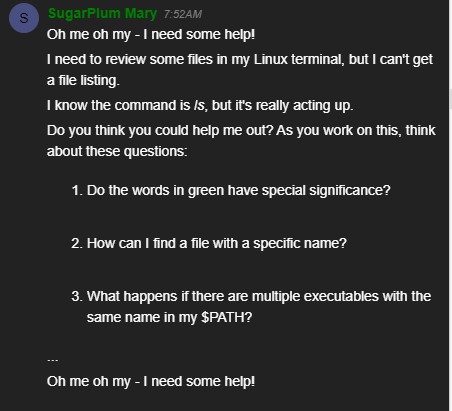 S
SugarPlum Mary 7:52AM
Oh me oh my - I need some help!
I need to review some files in my Linux terminal, but I can't get
a file listing.
I know the command is ls, but it's really acting up.
Do you think you could help me out? As you work on this, think
about these questions:
1. Do the words in green have special significance?
2. How can I find a file with a specific name?
3. What happens if there are multiple executables with the
same name in my $PATH?
...
Oh me oh my - I need some help!